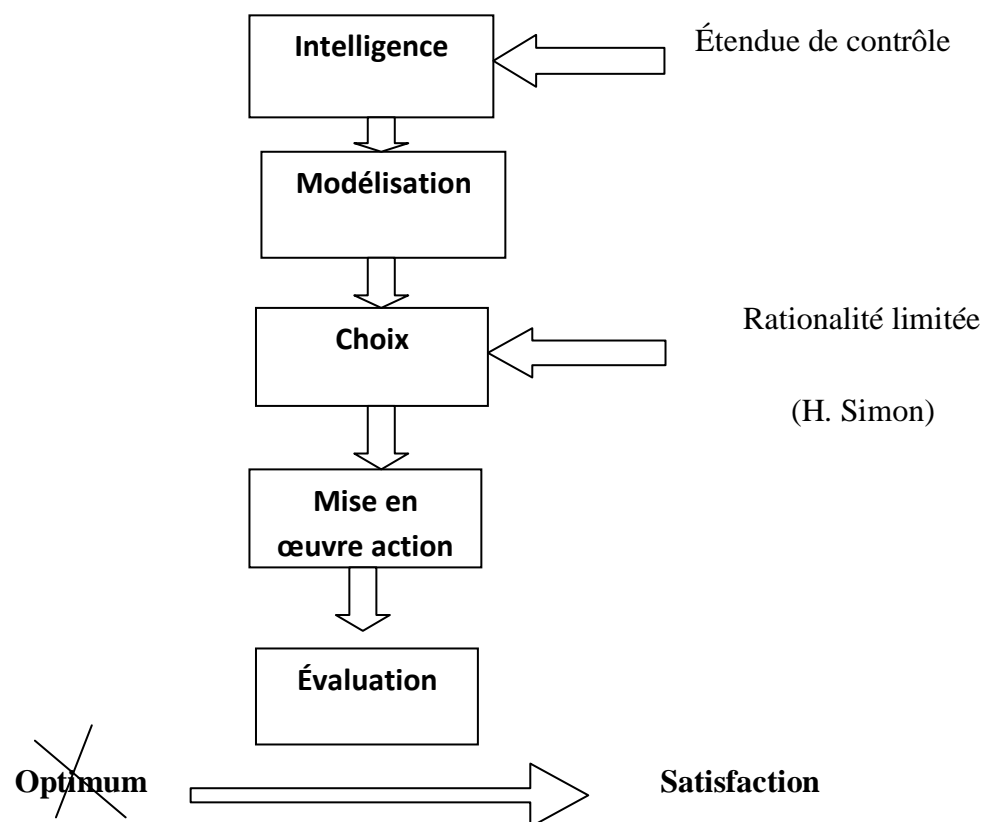 Intelligence
Étendue de contrôle
Modélisation
Choix
Rationalité limitée
(H. Simon)
Mise en
œuvre action
Évaluation
Optimum
Satisfaction